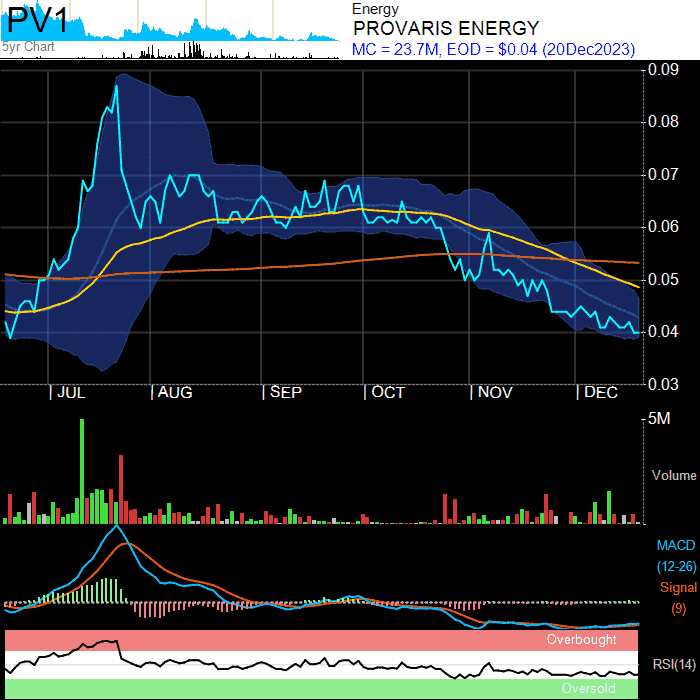 PV1
5yr Chart
Energy
PROVARIS ENERGY
MC = 23.7M, EOD = $0.04 (20Dec2023)
0.09
0.08
0.07
0.06
0.05
0.04
0.03
| JUL | AUG | SEP | OCT | NOV | DEC
5M
Volume
MACD
(12-26)
Signal
(9)
Overbought
RSI(14)
Oversold